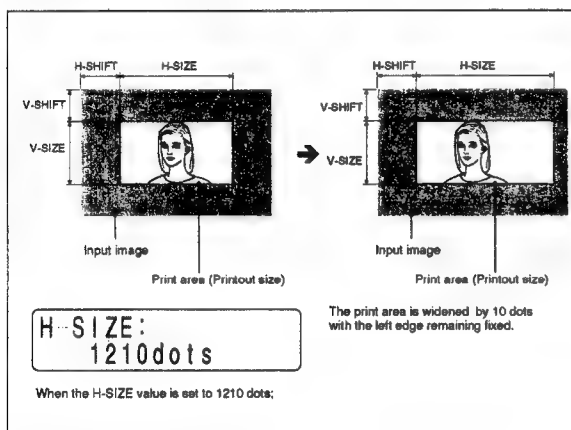 H-SHIFT H-SIZE
V-SHIFT
V-SIZE
Input image
Print area (Printout size)
H-SIZE:
1210dots
When the H-SIZE value is set to 1210 dots;
H-SHIFT H-SIZE
V-SHIFT
V-SIZE
Input image
Print area (Printout size)
The print area is widened by 10 dots
with the left edge remaining fixed.